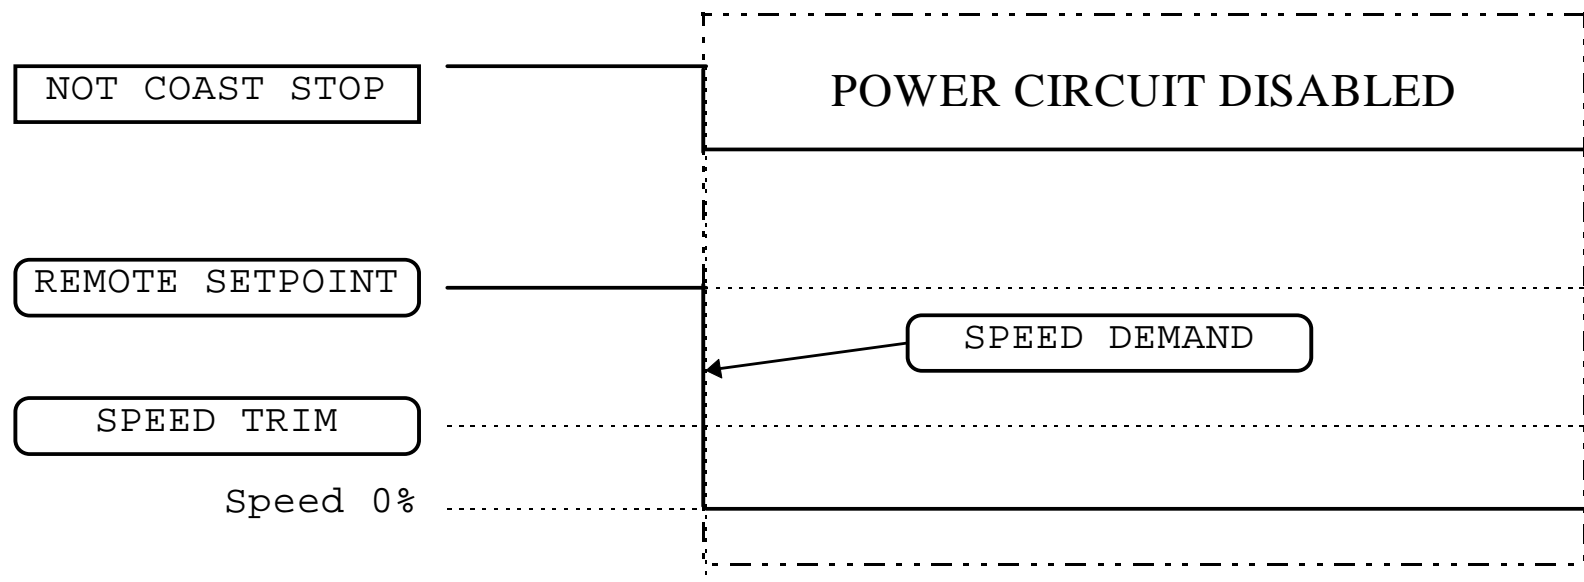 NOT COAST STOP
POWER CIRCUIT DISABLED
REMOTE SETPOINT
SPEED DEMAND
SPEED TRIM
Speed 0%